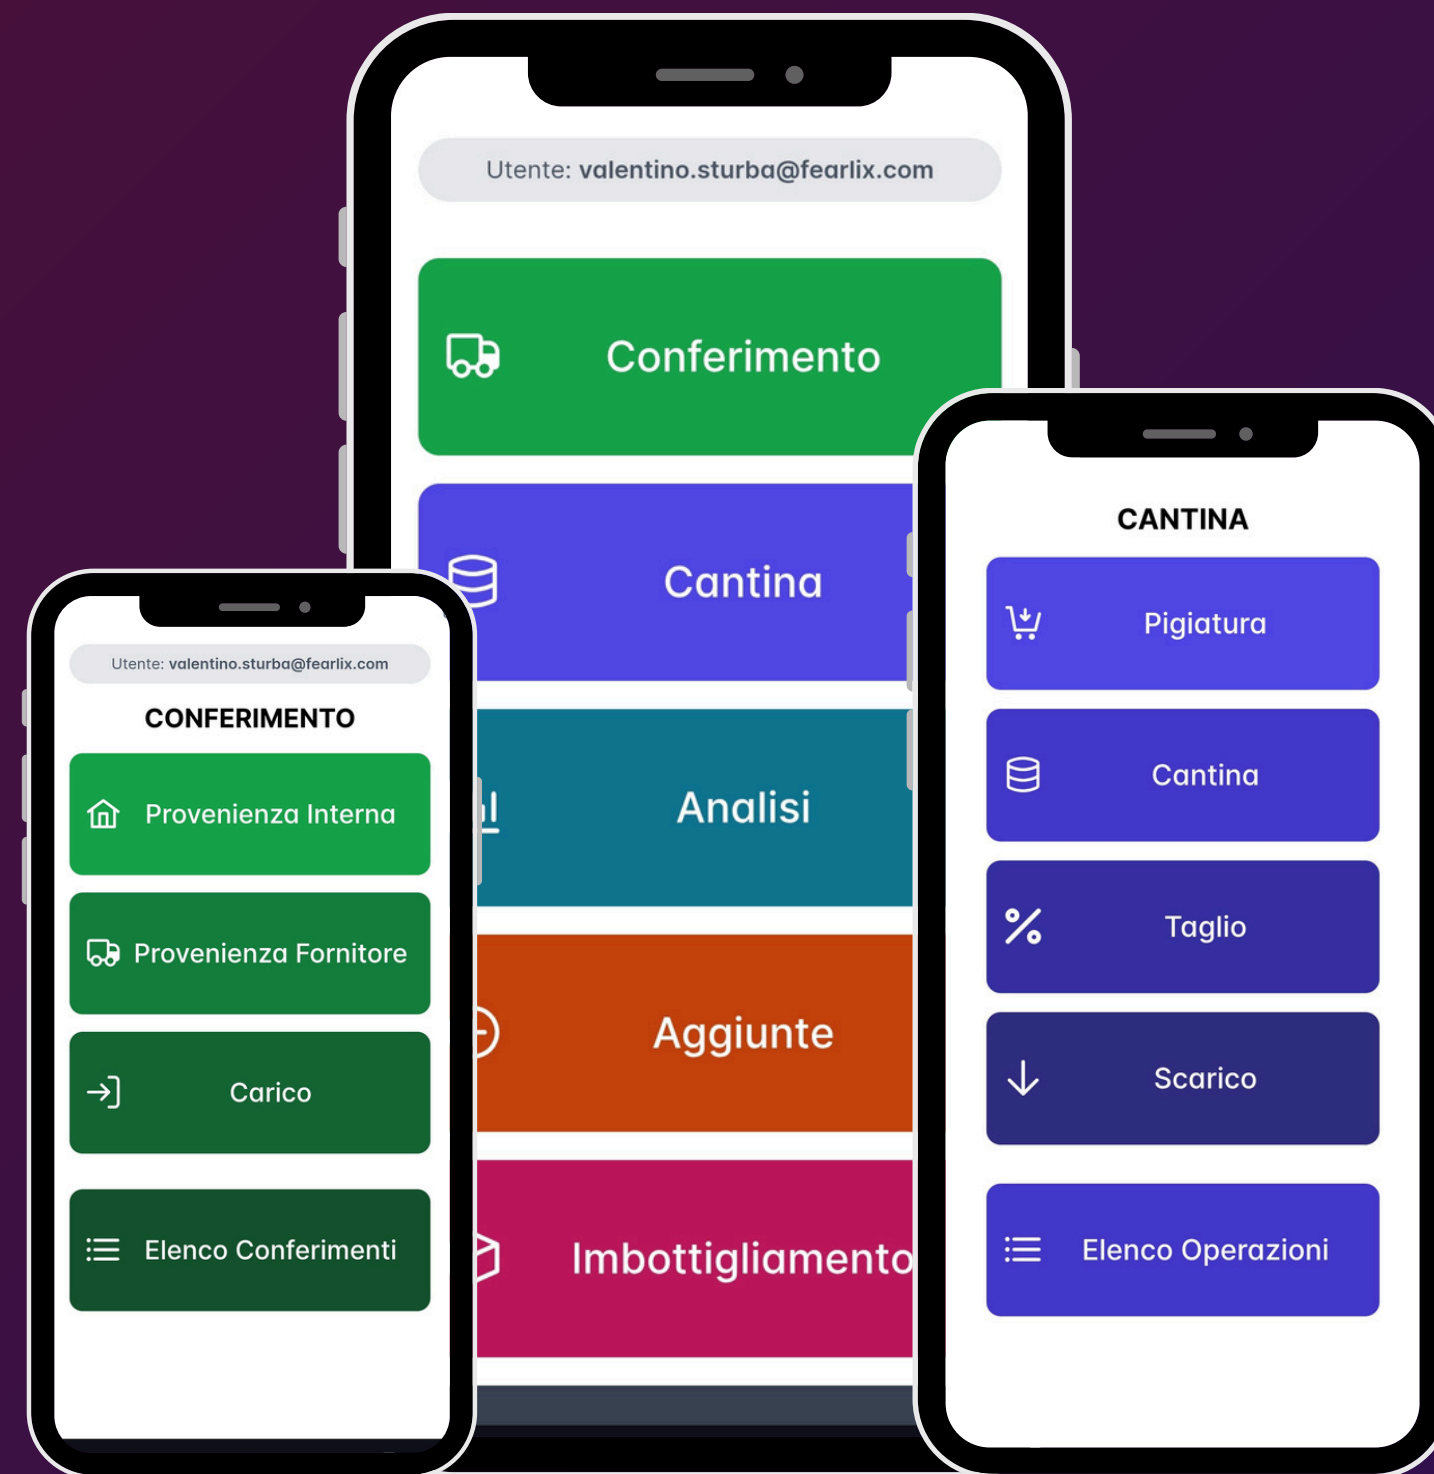 Utente: valentino.sturba@fearlix.com
Conferimento
Cantina
Analisi
Aggiunte
Imbottigliamento
Utente: valentino.sturba@fearlix.com
CONFERIMENTO
Provenienza Interna
Provenienza Fornitore
Carico
Elenco Conferimenti
CANTINA
Pigiatura
Cantina
Taglio
Scarico
Elenco Operazioni